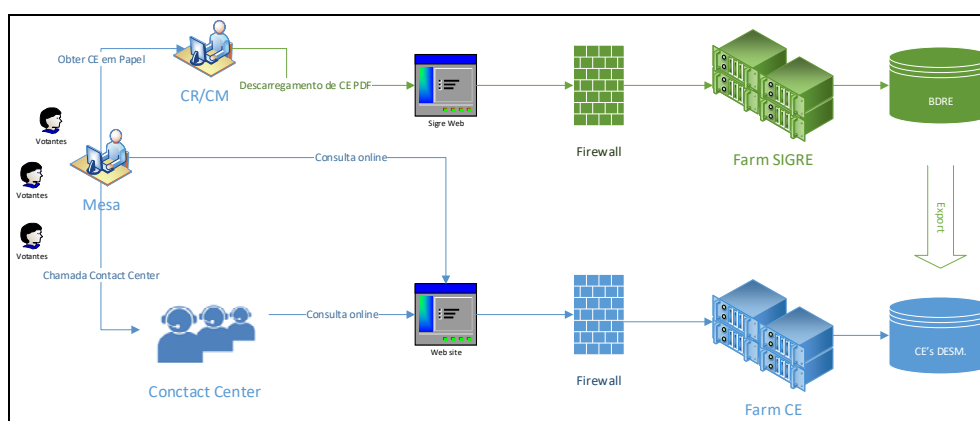 Obter CE em Papel
CR/CM
Descarregamento de CE PDF
Sigre Web
Firewall
Farm SIGRE
BDRE
Votantes
Consulta online
Votantes
Mesa
Export
Votantes
Chamada Contact Center
Consulta online
Web site
Conctact Center
Firewall
Farm CE
CE's DESM.